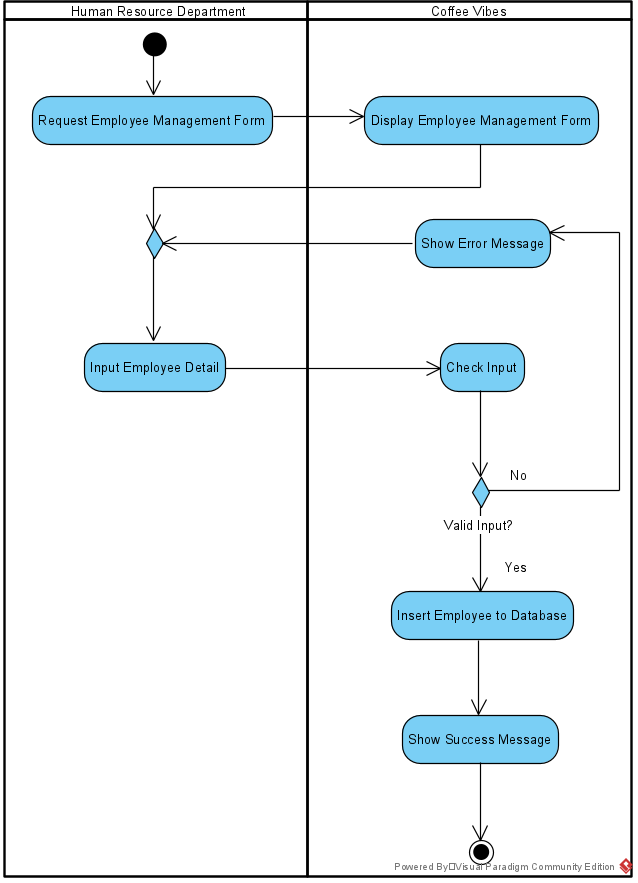 Human Resource Department
Coffee Vibes
Request Employee Management Form
Display Employee Management Form
Show Error Message
Input Employee Detail
Check Input
No
Valid Input?
Yes
Insert Employee to Database
Show Success Message
Powered By Visual Paradigm Community Edition